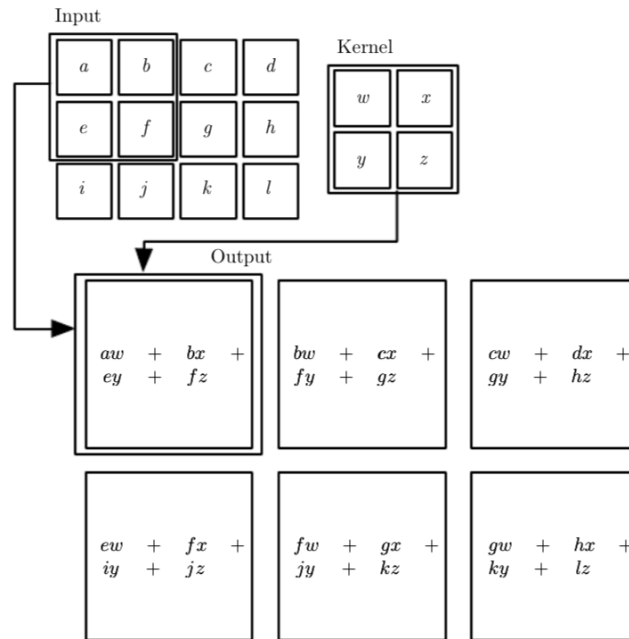 Input
a b c d
Kernel
w x
e f g h
y z
i j k l
Output
aw + bx + bw + cx + cw + dx +
ey + fz fy + gz gy + hz
ew + fx + fw + gx + gw + hx +
iy + jz jy + kz ky + lz